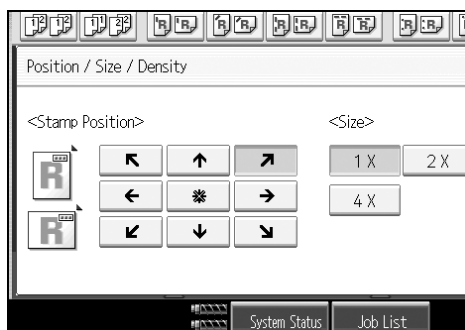 Position / Size / Density
<Stamp Position>
<Size>
R
1 X
2 X
4 X
R
System Status
Job List